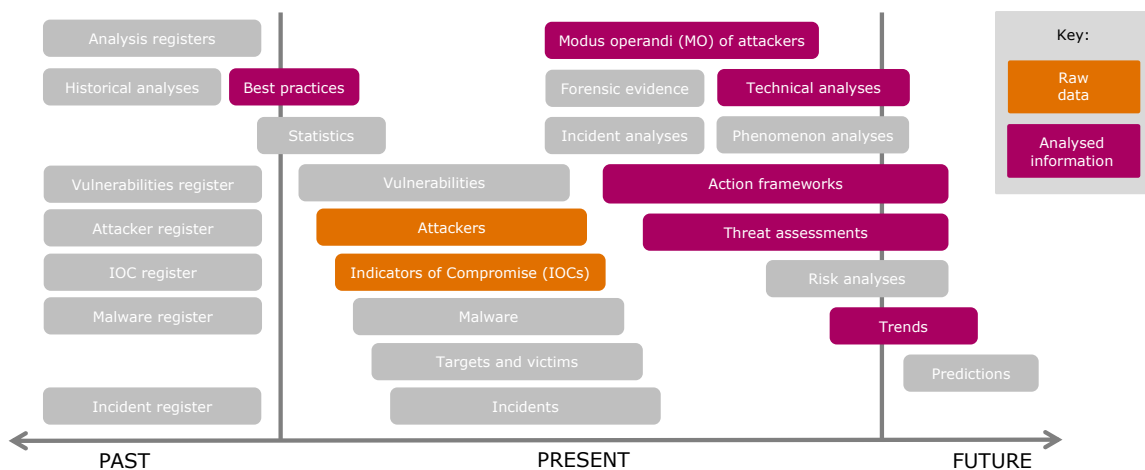 Analysis registers
Modus operandi (MO) of attackers
Key:
Historical analyses
Best practices
Forensic evidence
Technical analyses
Raw
data
Statistics
Incident analyses
Phenomenon analyses
Analysed
information
Vulnerabilities register
Vulnerabilities
Action frameworks
Attacker register
Attackers
Threat assessments
IOC register
Indicators of Compromise (IOCs)
Risk analyses
Malware register
Malware
Trends
Targets and victims
Predictions
Incident register
Incidents
PAST
PRESENT
FUTURE